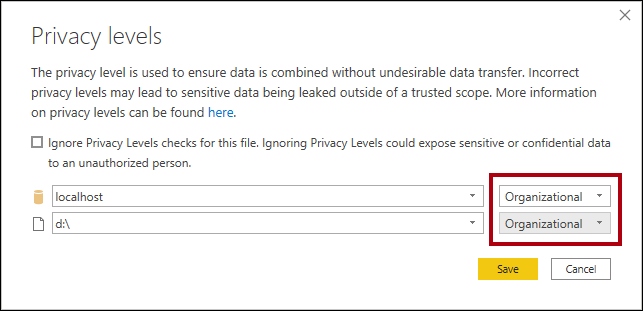 Privacy levels
The privacy level is used to ensure data is combined without undesirable data transfer. Incorrect
privacy levels may lead to sensitive data being leaked outside of a trusted scope. More information
on privacy levels can be found here.
Ignore Privacy Levels checks for this file. Ignoring Privacy Levels could expose sensitive or confidential data
to an unauthorized person.
localhost Organizational
d:\ Organizational
Save Cancel